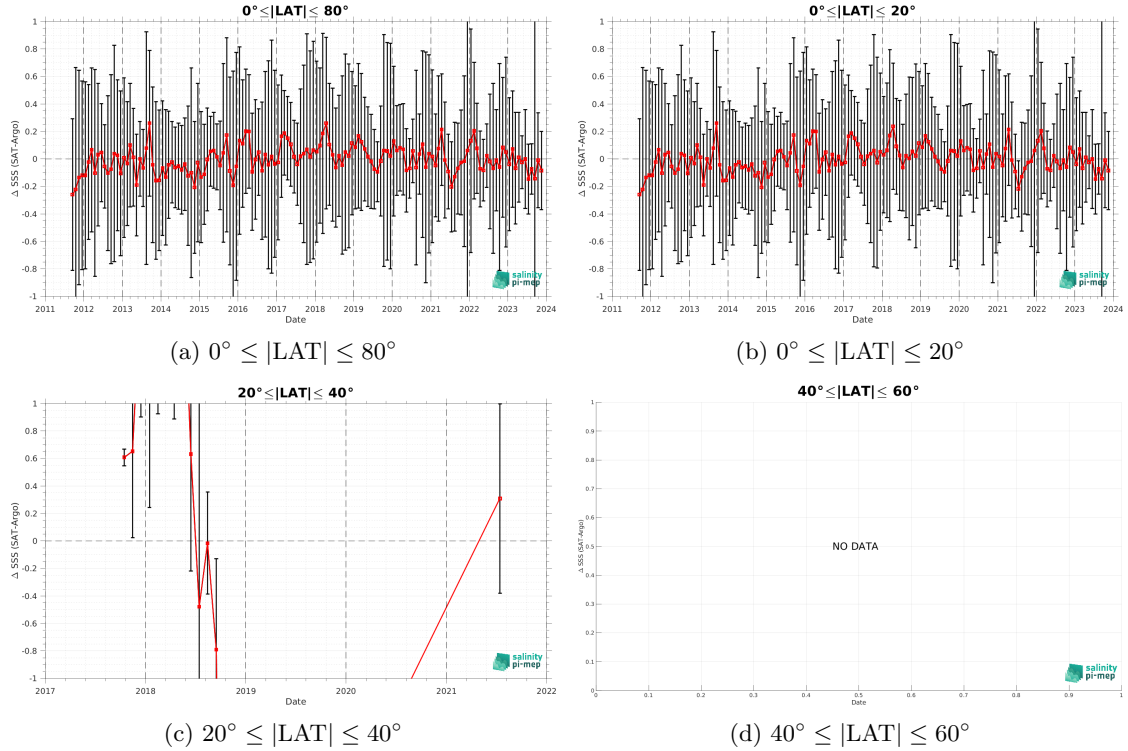 0°≤|LAT|≤ 80°
1
0.8
0.6
0.4
0.2
0
-0.2
-0.4
-0.6
-0.8
-1
Δ SSS (SAT-Argo)
2011 2012 2013 2014 2015 2016 2017 2018 2019 2020 2021 2022 2023 2024
Date
salinity
pi-mep
(a) 0° ≤ |LAT| ≤ 80°
0°≤|LAT|≤ 20°
1
0.8
0.6
0.4
0.2
0
-0.2
-0.4
-0.6
-0.8
-1
Δ SSS (SAT-Argo)
2011 2012 2013 2014 2015 2016 2017 2018 2019 2020 2021 2022 2023 2024
Date
salinity
pi-mep
(b) 0° ≤ |LAT| ≤ 20°
20°≤|LAT|≤ 40°
1
0.8
0.6
0.4
0.2
0
-0.2
-0.4
-0.6
-0.8
-1
Δ SSS (SAT-Argo)
2017 2018 2019 2020 2021 2022
Date
salinity
pi-mep
(c) 20° ≤ |LAT| ≤ 40°
40°≤|LAT|≤ 60°
1
0.9
0.8
0.7
0.6
0.5
0.4
0.3
0.2
0.1
0
Δ SSS (SAT-Argo)
NO DATA
0 0.1 0.2 0.3 0.4 0.5 0.6 0.7 0.8 0.9 1
Date
salinity
pi-mep
(d) 40° ≤ |LAT| ≤ 60°